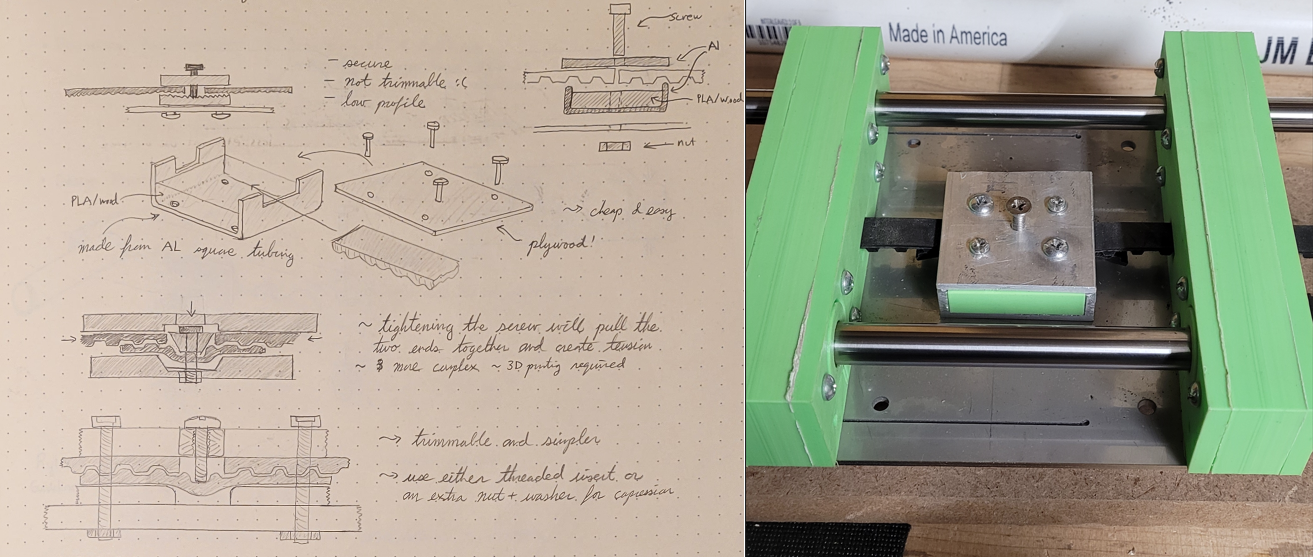 screw
Al
PLA/wood
nut
- secure
- not trimmable :(
- low profile
PLA/wood
made from AL square tubing
~> cheap & easy
plywood!
~ tightening the screw will pull the
two ends together and create tension
~ more complex ~ 3D printing required
~> trimmable and simpler
~> use either threaded insert or
an extra nut + washer for compression
Made in America
UM